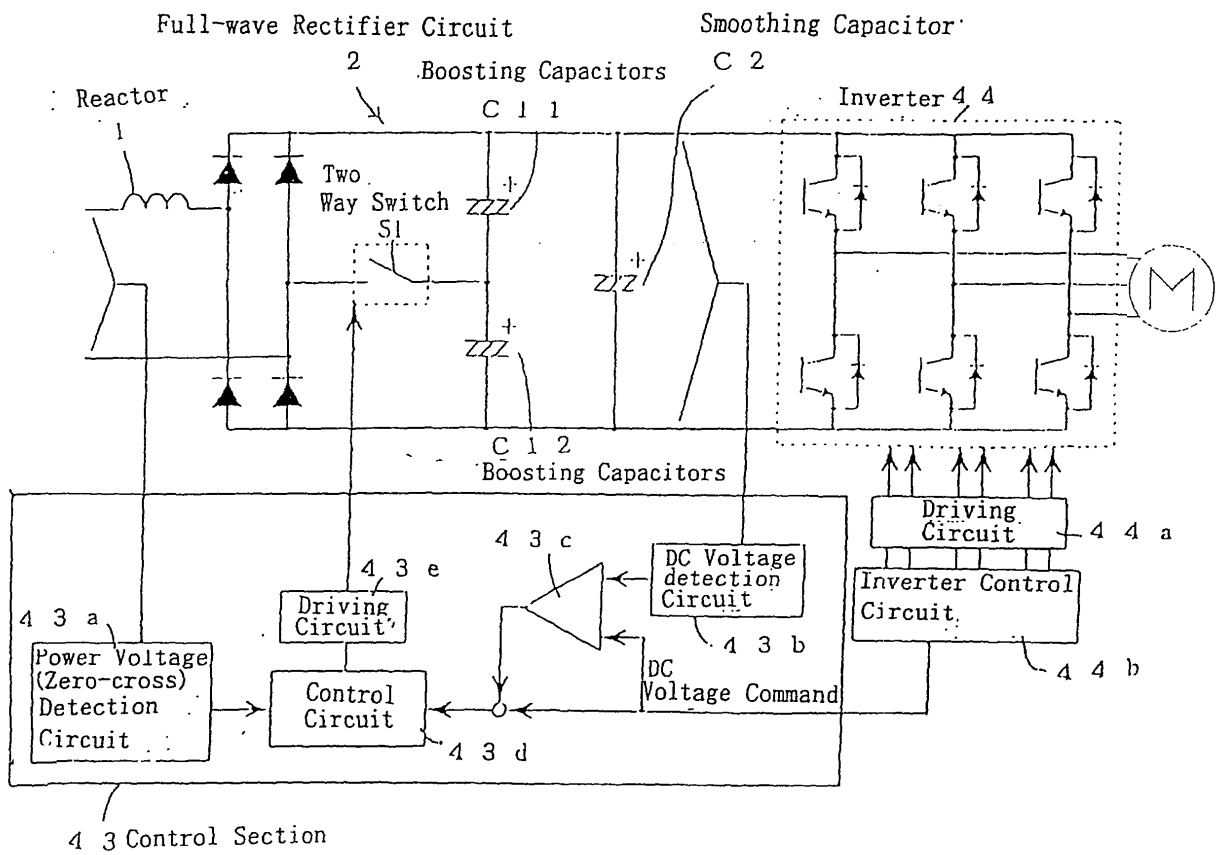 Full-wave Rectifier Circuit
2
Smoothing Capacitor
C 2
Boosting Capacitors
C 1 1
Reactor
1
Inverter 4 4
Two
Way Switch
S1
M
C 1 2
Boosting Capacitors
Driving
Circuit
4 4 a
4 3 c
DC Voltage
detection
Circuit
4 3 b
4 3 e
Driving
Circuit
Inverter Control
Circuit
4 4 b
4 3 a
Power Voltage
(Zero-cross)
Detection
Circuit
Control
Circuit
4 3 d
DC
Voltage Command
4 3 Control Section